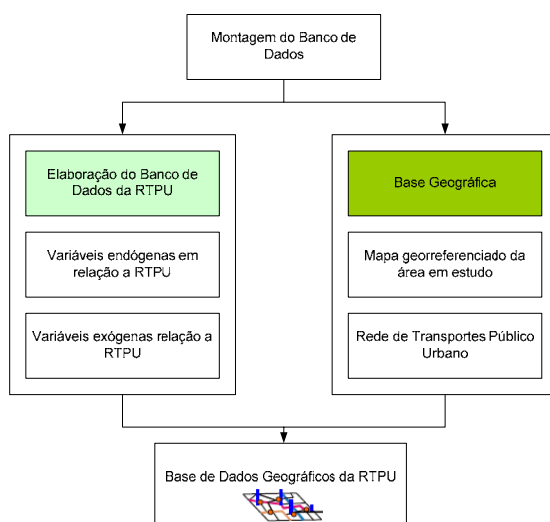 Montagem do Banco de
Dados
Elaboração do Banco de
Dados da RTPU
Variáveis endógenas em
relação a RTPU
Variáveis exógenas relação a
RTPU
Base Geográfica
Mapa georreferenciado da
área em estudo
Rede de Transportes Público
Urbano
Base de Dados Geográficos da RTPU